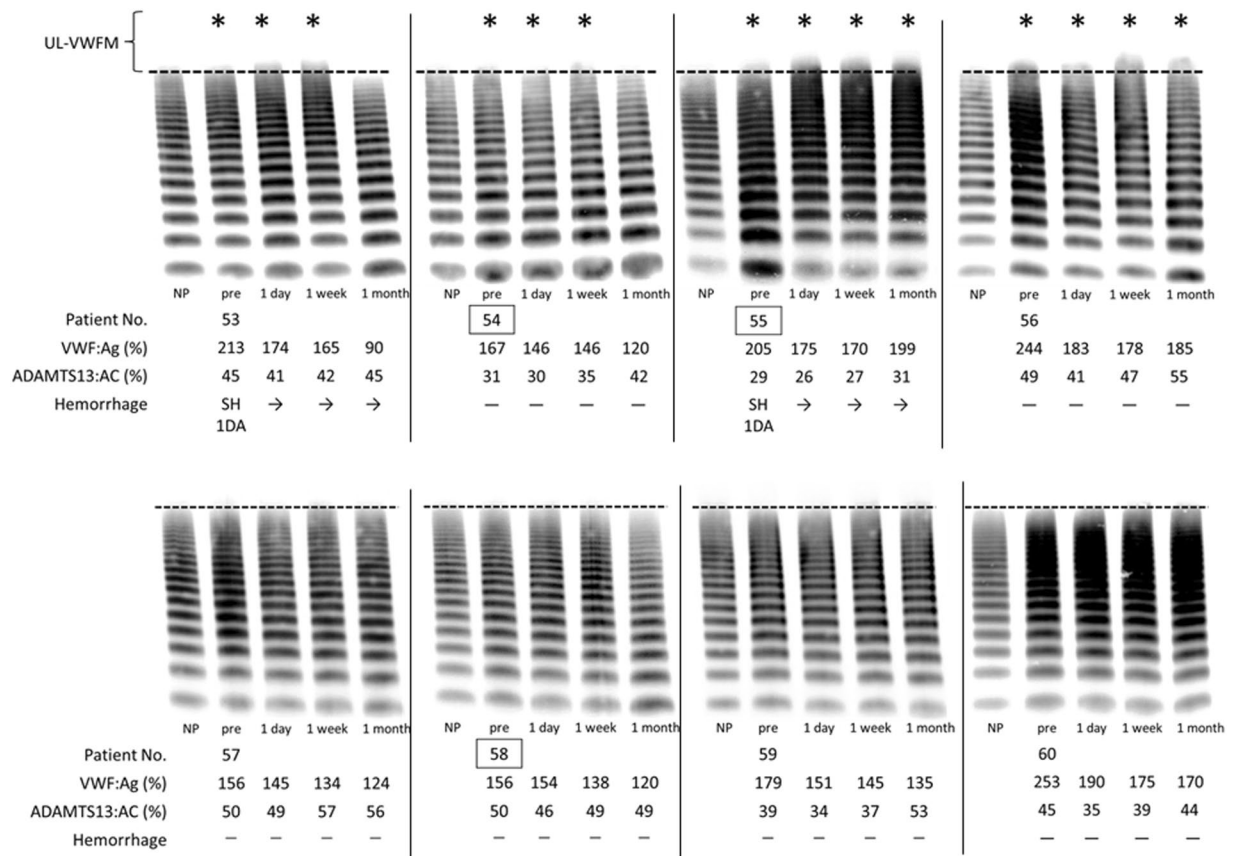 * * * * * * * * * * * * * *
UL-VWFM
NP pre 1 day 1 week 1 month NP pre 1 day 1 week 1 month NP pre 1 day 1 week 1 month NP pre 1 day 1 week 1 month
Patient No. 53 54 55 56
VWF:Ag (%) 213 174 165 90 167 146 146 120 205 175 170 199 244 183 178 185
ADAMTS13:AC (%) 45 41 42 45 31 30 35 42 29 26 27 31 49 41 47 55
Hemorrhage SH → → → – – – – SH → → → – – – –
1DA 1DA
NP pre 1 day 1 week 1 month NP pre 1 day 1 week 1 month NP pre 1 day 1 week 1 month NP pre 1 day 1 week 1 month
Patient No. 57 58 59 60
VWF:Ag (%) 156 145 134 124 156 154 138 120 179 151 145 135 253 190 175 170
ADAMTS13:AC (%) 50 49 57 56 50 46 49 49 39 34 37 53 45 35 39 44
Hemorrhage – – – – – – – – – – – – – – – –